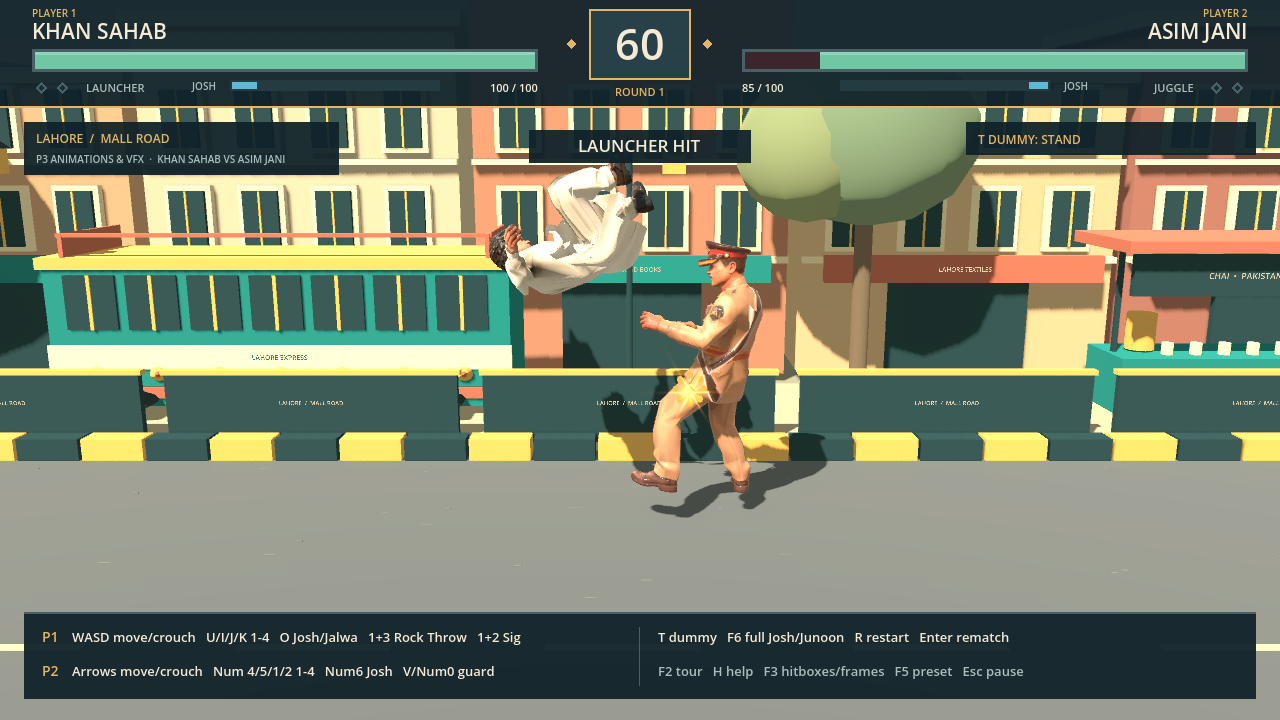 PLAYER 1
KHAN SAHAB
60
PLAYER 2
ASIM JANI
LAUNCHER
JOSH
100 / 100
ROUND 1
85 / 100
JOSH
JUGGLE
LAHORE / MALL ROAD
P3 ANIMATIONS & VFX · KHAN SAHAB VS ASIM JANI
LAUNCHER HIT
T DUMMY: STAND
BOOKS
LAHORE TEXTILES
CHAI • PAKISTAN
LAHORE EXPRESS
ROAD
LAHORE / MALL ROAD
LAHORE / MALL ROAD
LAHORE / MALL ROAD
LAHORE / MALL
P1 WASD move/crouch U/I/J/K 1-4 O Josh/Jalwa 1+3 Rock Throw 1+2 Sig
T dummy F6 full Josh/Junoon R restart Enter rematch
P2 Arrows move/crouch Num 4/5/1/2 1-4 Num6 Josh V/Num0 guard
F2 tour H help F3 hitboxes/frames F5 preset Esc pause